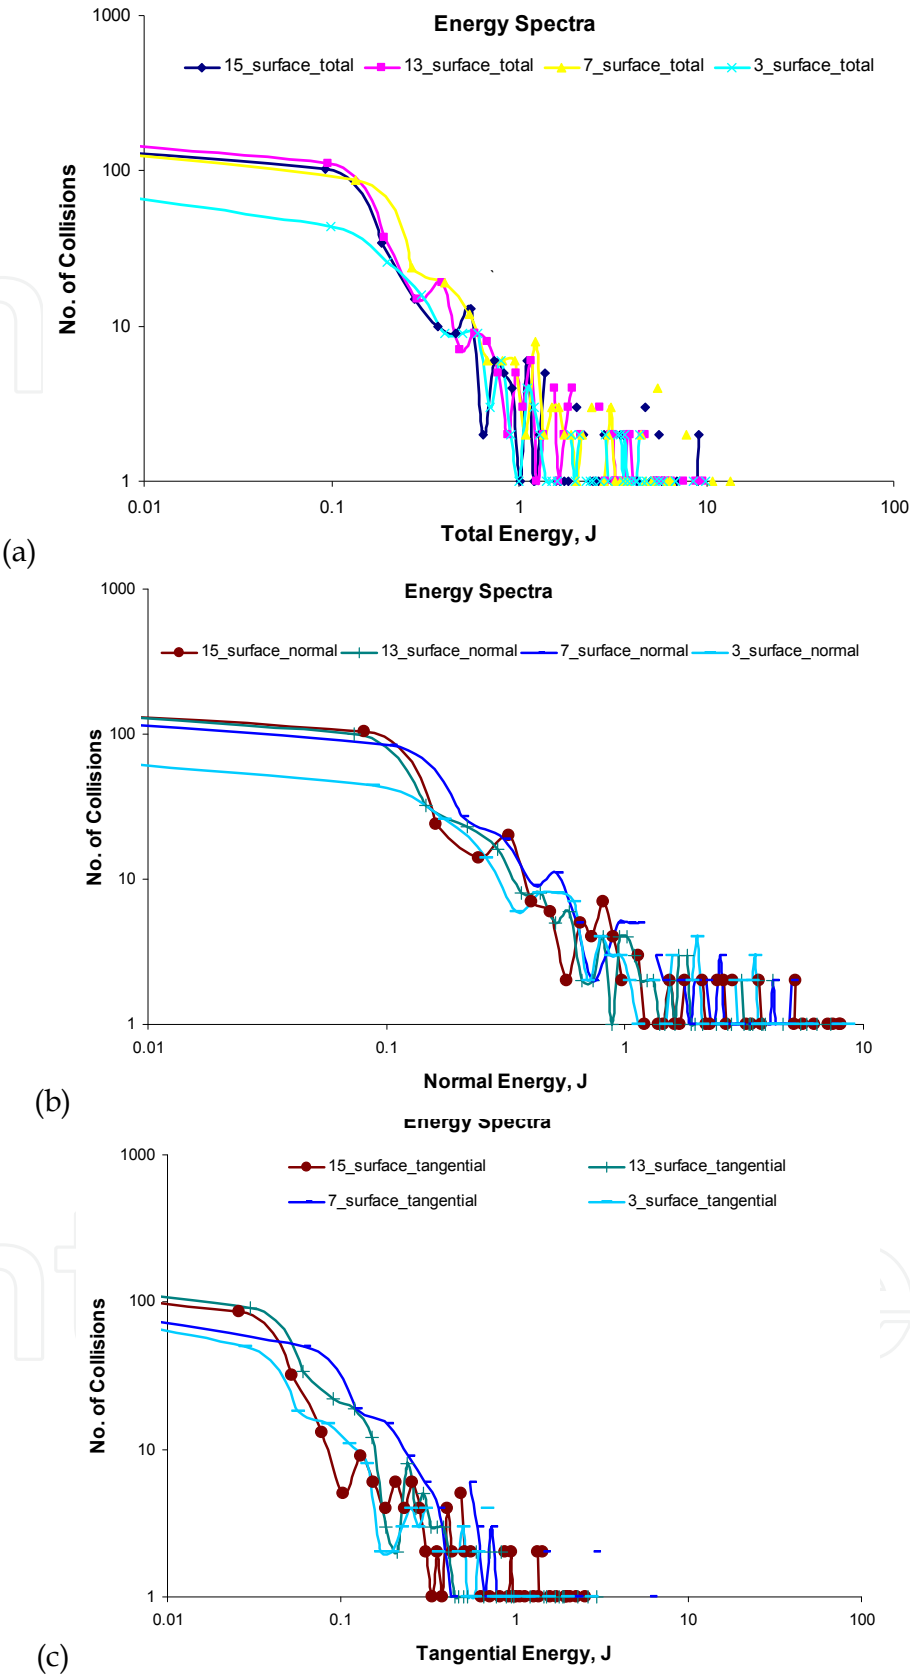 Energy Spectra
1000
15_surface_total 13_surface_total 7_surface_total 3_surface_total
100
No. of Collisions
10
1
0.01 0.1 1 10 100
Total Energy, J
(a)
Energy Spectra
1000
15_surface_normal 13_surface_normal 7_surface_normal 3_surface_normal
100
No. of Collisions
10
1
0.01 0.1 1 10
Normal Energy, J
(b)
Energy Spectra
1000
15_surface_tangential 13_surface_tangential
7_surface_tangential 3_surface_tangential
100
No. of Collisions
10
1
0.01 0.1 1 10 100
Tangential Energy, J
(c)